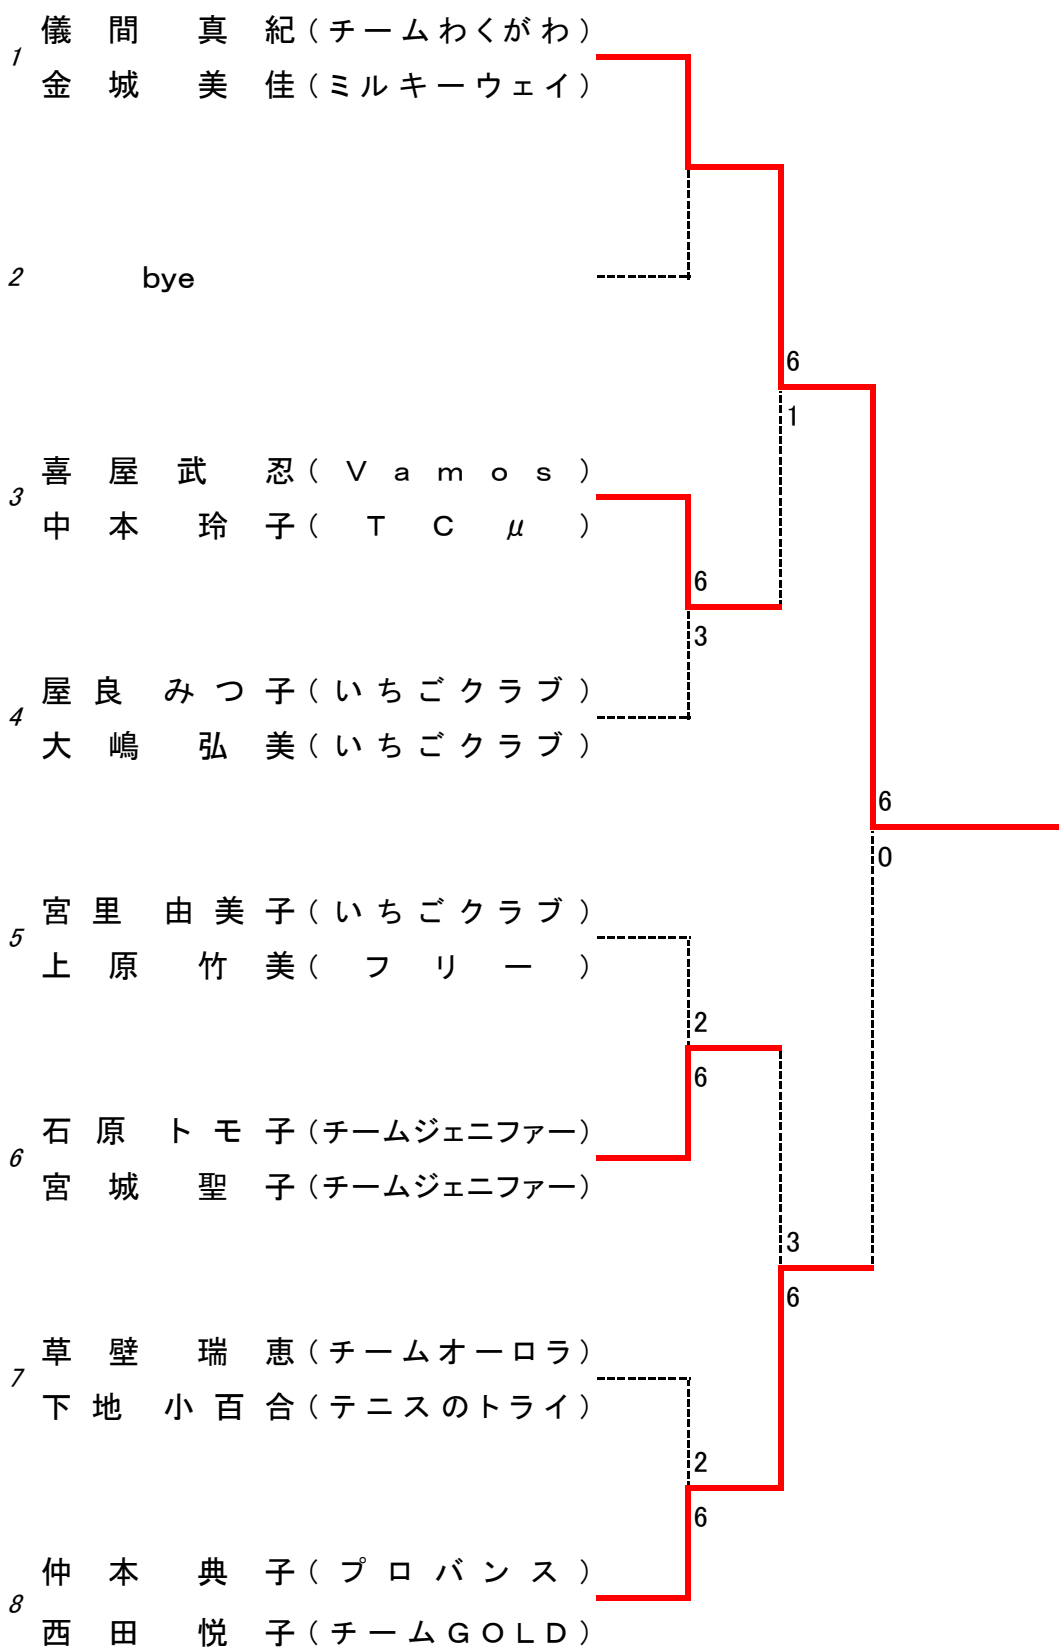 儀間 真紀(チームわくがわ)
1
金城 美佳(ミルキーウェイ)
2 bye
6
1
喜屋武 忍(Vamos)
3
中本 玲子(TCμ)
6
3
屋良 みつ子(いちごクラブ)
4
大嶋 弘美(いちごクラブ)
6
0
宮里 由美子(いちごクラブ)
5
上原 竹美(フリー)
2
6
石原 トモ子(チームジェニファー)
6
宮城 聖子(チームジェニファー)
3
6
草壁 瑞恵(チームオーロラ)
7
下地 小百合(テニスのトライ)
2
6
仲本 典子(プロバンス)
8
西田 悦子(チームGOLD)